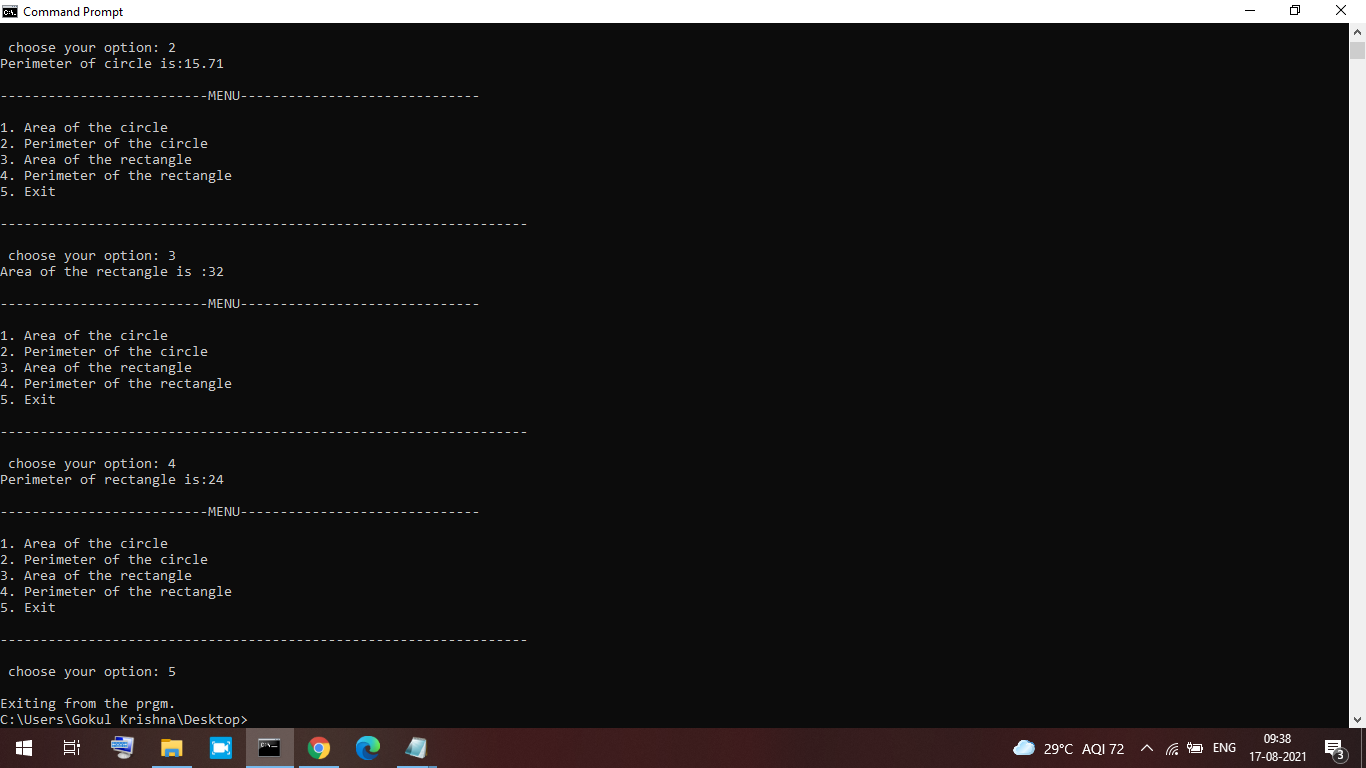 Command Prompt
choose your option: 2
Perimeter of circle is:15.71
--------------------------MENU------------------------------
1. Area of the circle
2. Perimeter of the circle
3. Area of the rectangle
4. Perimeter of the rectangle
5. Exit
------------------------------------------------------------------
choose your option: 3
Area of the rectangle is :32
--------------------------MENU------------------------------
1. Area of the circle
2. Perimeter of the circle
3. Area of the rectangle
4. Perimeter of the rectangle
5. Exit
------------------------------------------------------------------
choose your option: 4
Perimeter of rectangle is:24
--------------------------MENU------------------------------
1. Area of the circle
2. Perimeter of the circle
3. Area of the rectangle
4. Perimeter of the rectangle
5. Exit
------------------------------------------------------------------
choose your option: 5
Exiting from the prgm.
C:\Users\Gokul Krishna\Desktop>
29°C AQI 72 ENG 09:38
17-08-2021 3